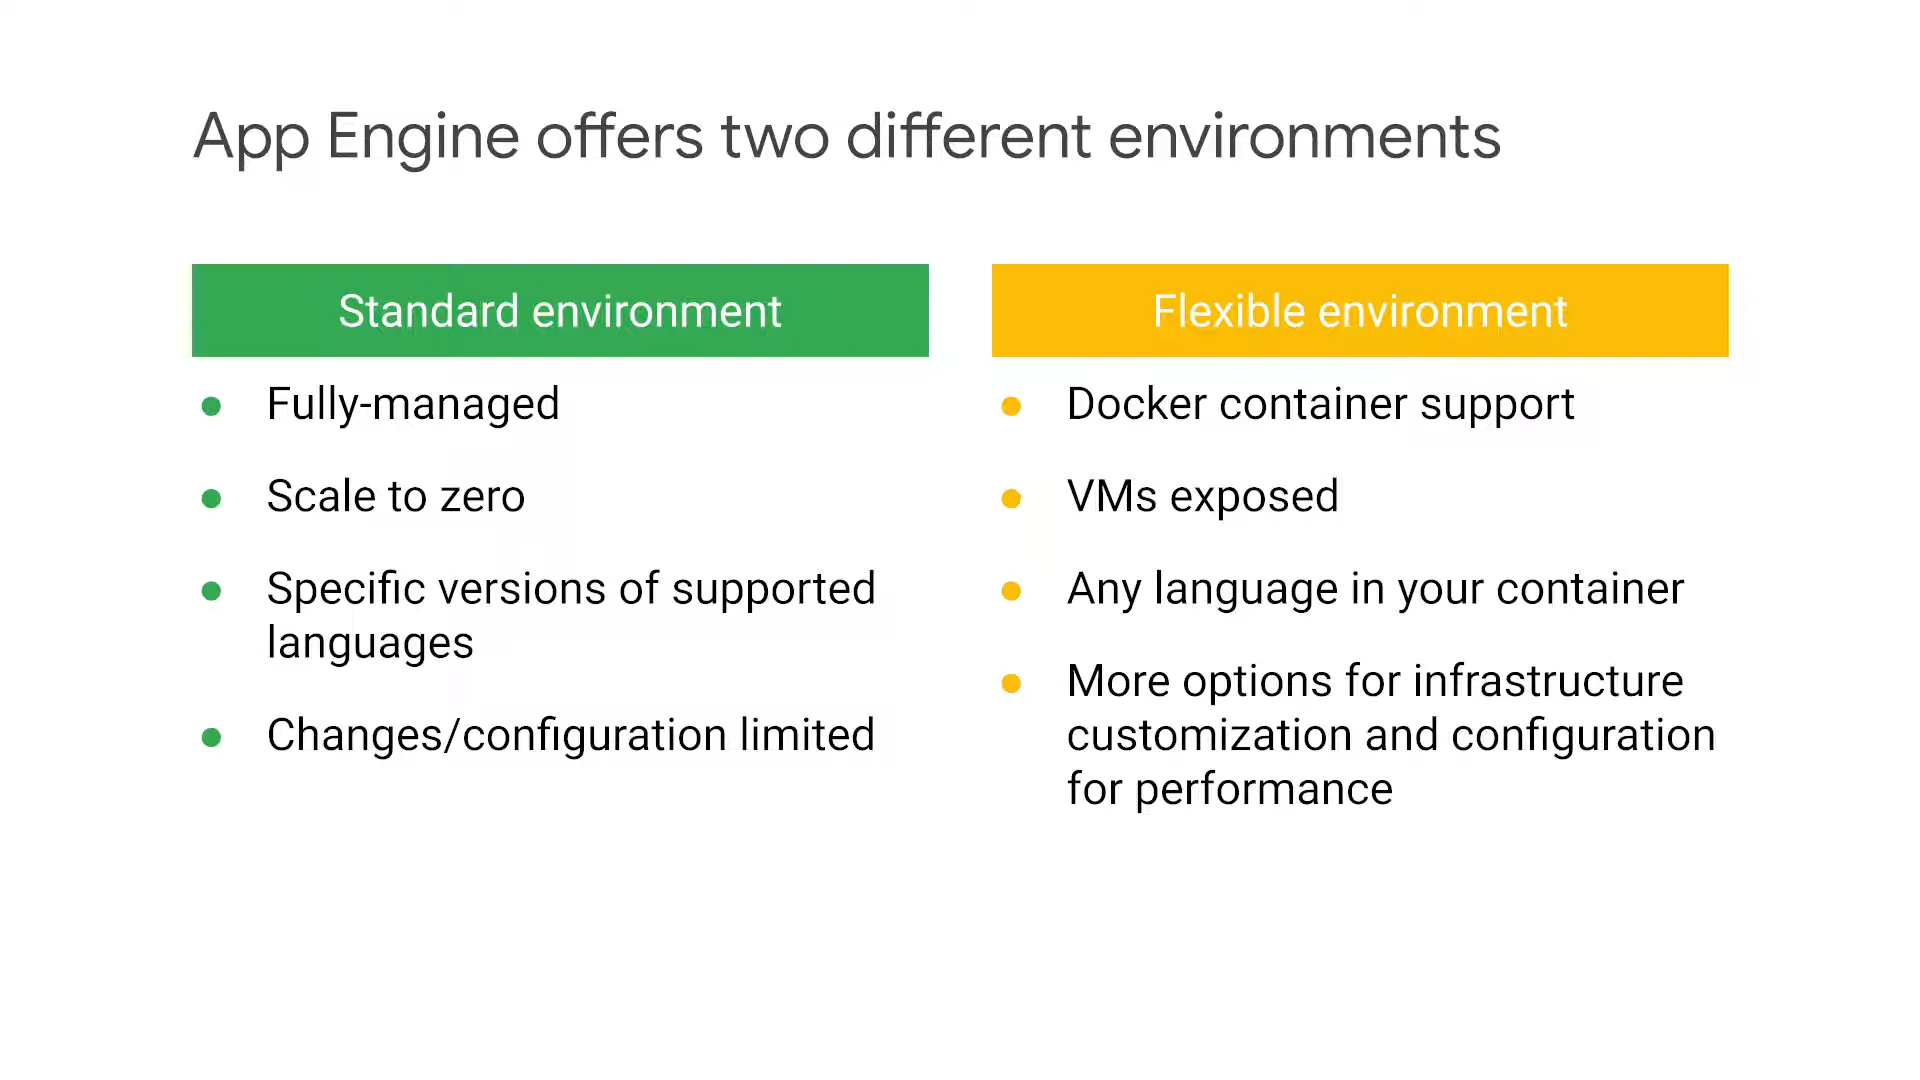 App Engine offers two different environments
Standard environment
● Fully-managed
● Scale to zero
● Specific versions of supported
languages
● Changes/configuration limited
Flexible environment
● Docker container support
● VMs exposed
● Any language in your container
● More options for infrastructure
customization and configuration
for performance